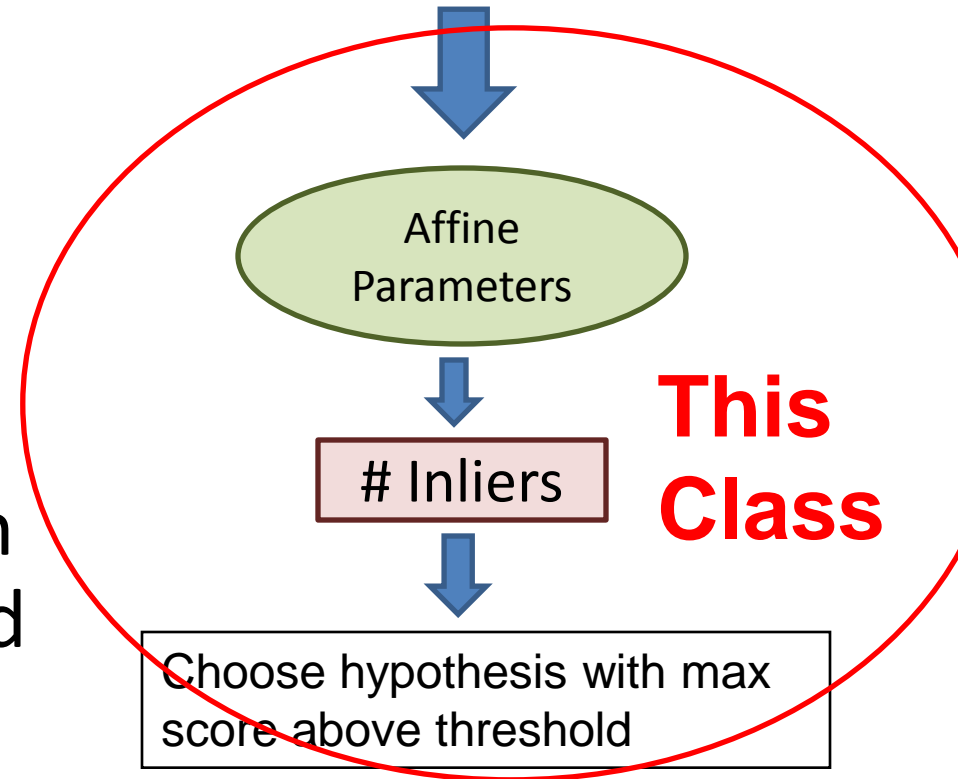 Affine
Parameters
This
Class
# Inliers
Choose hypothesis with max
score above threshold